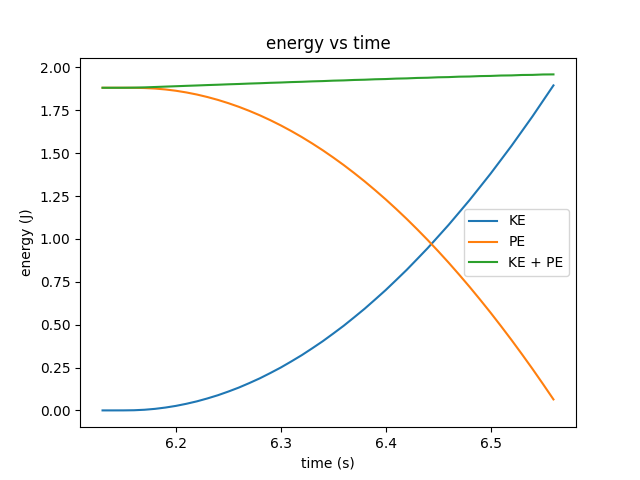 energy vs time
2.00
1.75
1.50
1.25
1.00
0.75
0.50
0.25
0.00
energy (J)
KE
PE
KE + PE
6.2 6.3 6.4 6.5
time (s)